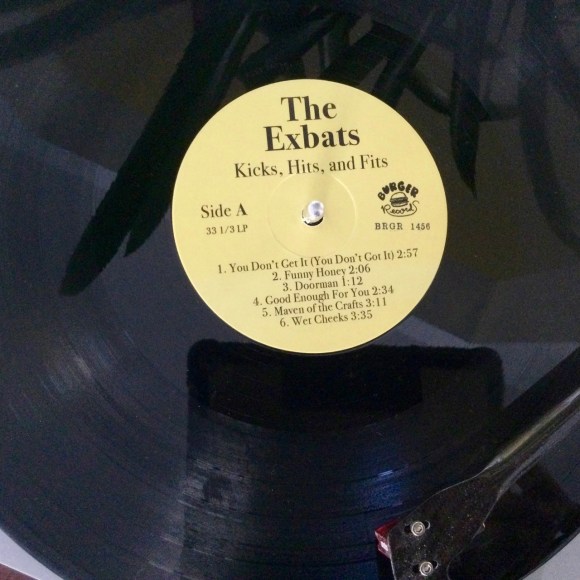 The
Exbats
Kicks, Hits, and Fits
Side A
33 1/3 LP
BURGER
Records
BRGR 1456
1. You Don't Get It (You Don't Got It) 2:57
2. Funny Honey 2:06
3. Doorman 1:12
4. Good Enough For You 2:34
5. Maven of the Crafts 3:11
6. Wet Cheeks 3:35